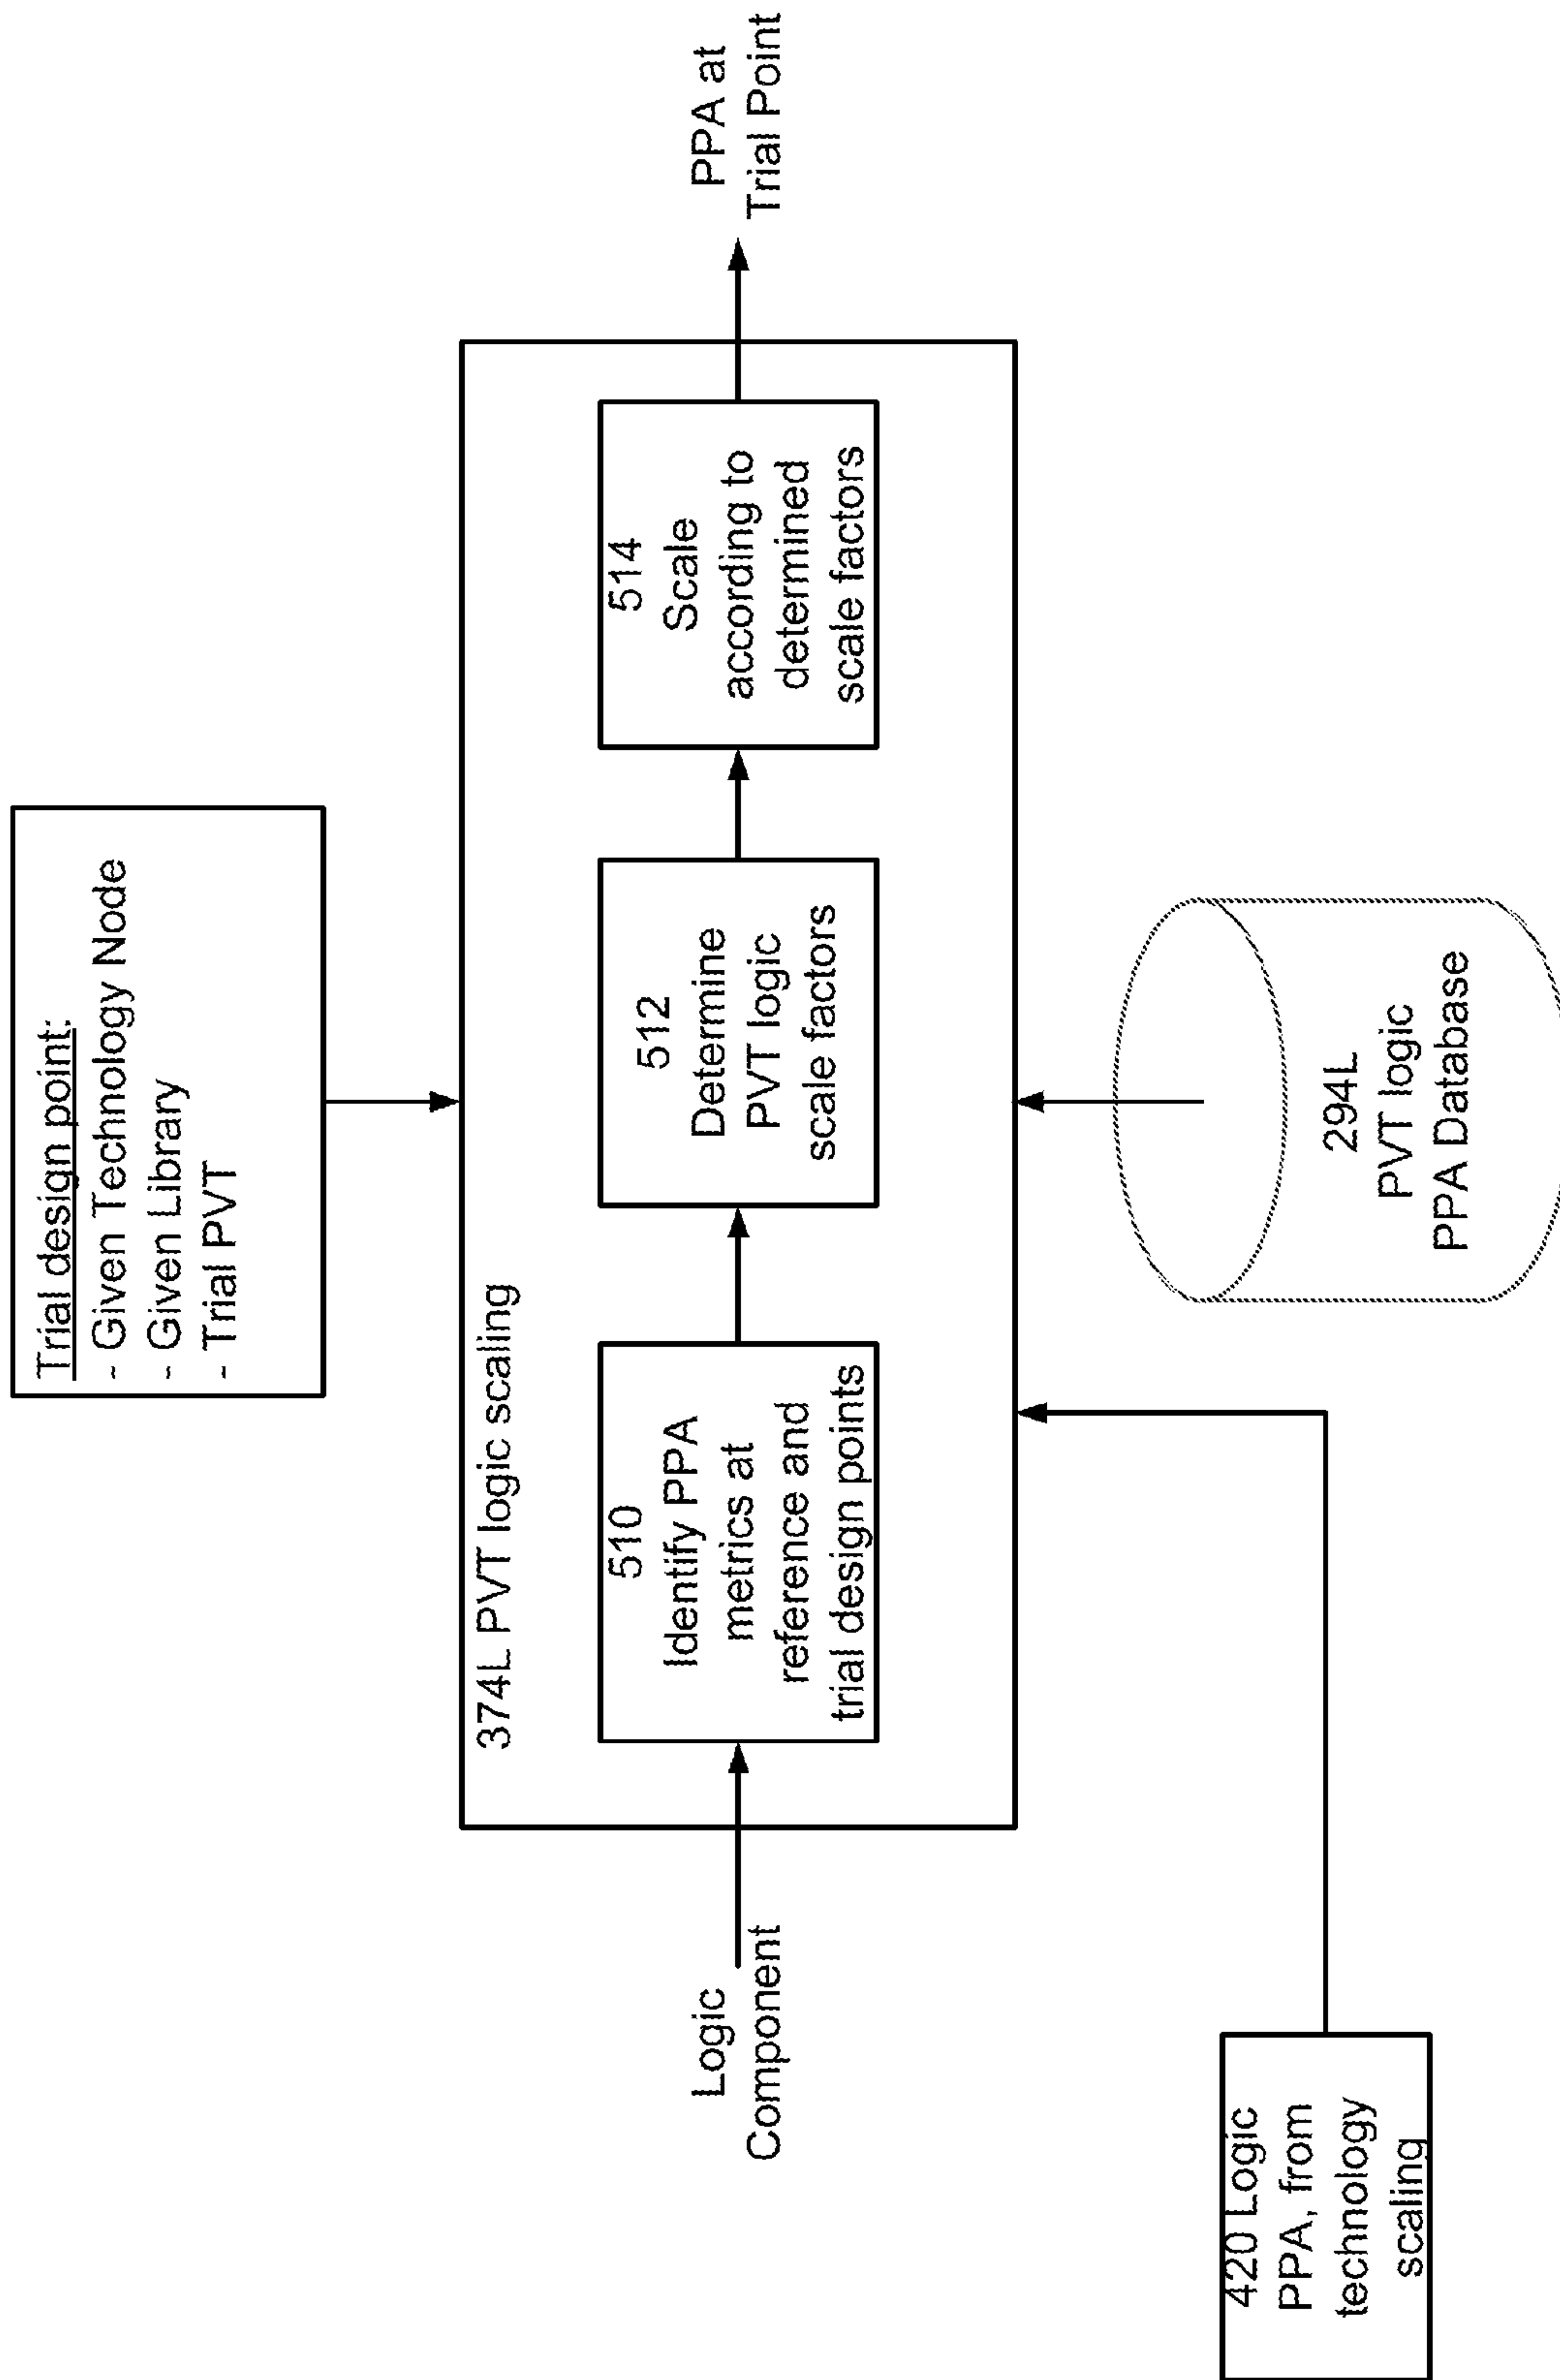 Trial design point:
- Given Technology Node
- Given Library
- Trial PVT
374L PVT logic scaling
Logic
Component
510
Identify PPA
metrics at
reference and
trial design points
512
Determine
PVT logic
scale factors
514
Scale
according to
determined
scale factors
PPA at
Trial Point
420 Logic
PPA, from
technology
scaling
294L
PVT logic
PPA Database